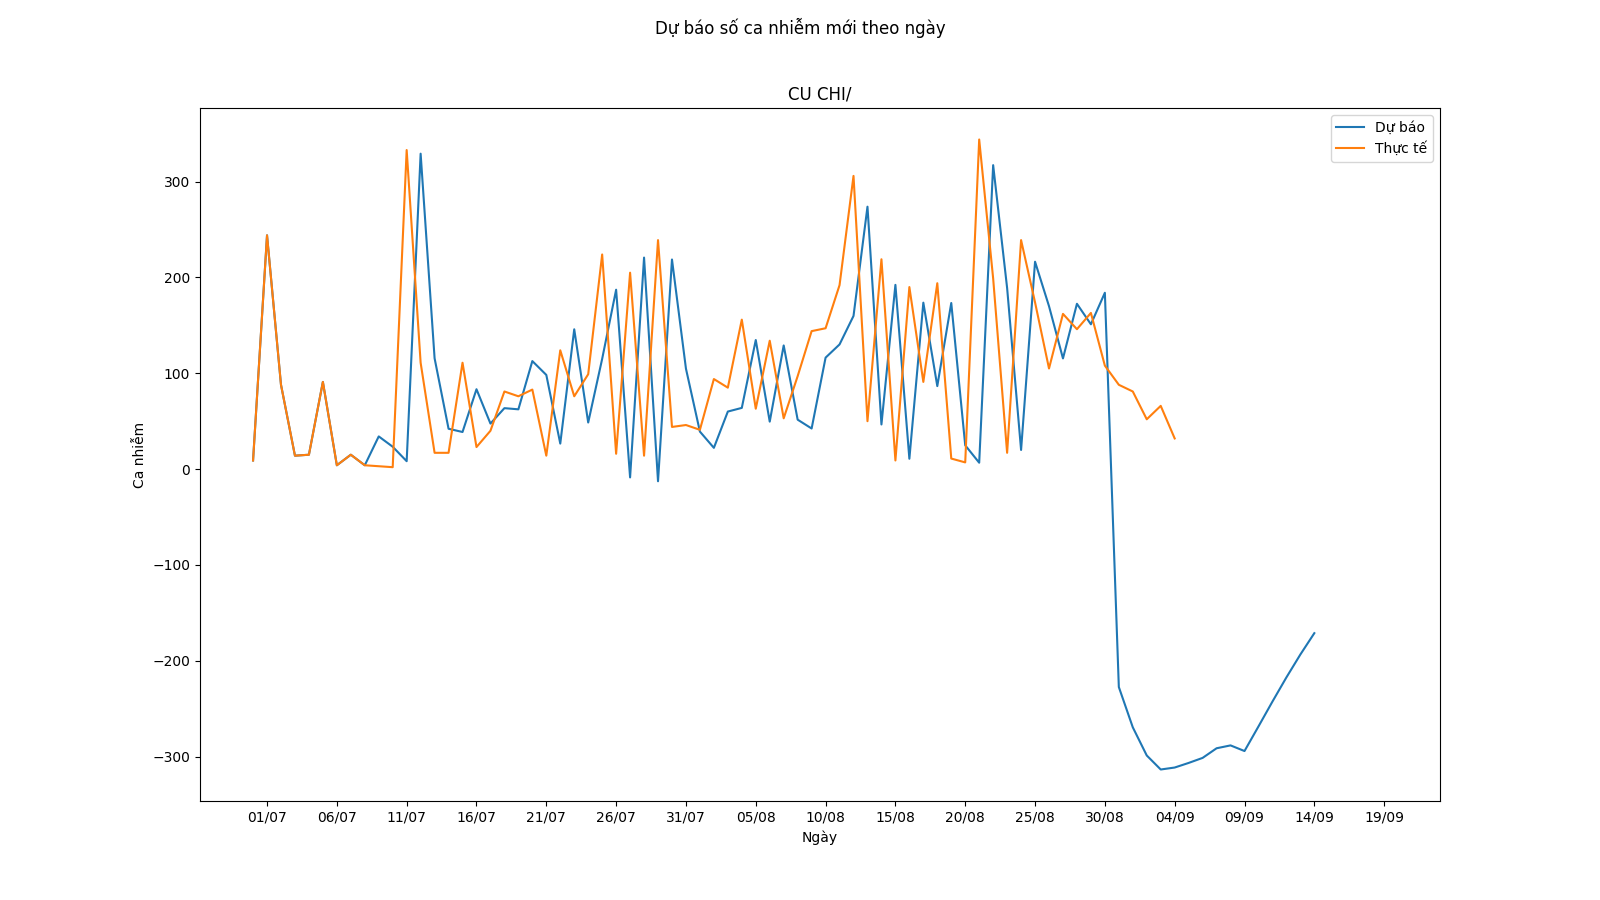 Dự báo số ca nhiễm mới theo ngày
CU CHI/
Dự báo
Thực tế
300
200
100
0
−100
−200
−300
Ca nhiễm
01/07 06/07 11/07 16/07 21/07 26/07 31/07 05/08 10/08 15/08 20/08 25/08 30/08 04/09 09/09 14/09 19/09
Ngày